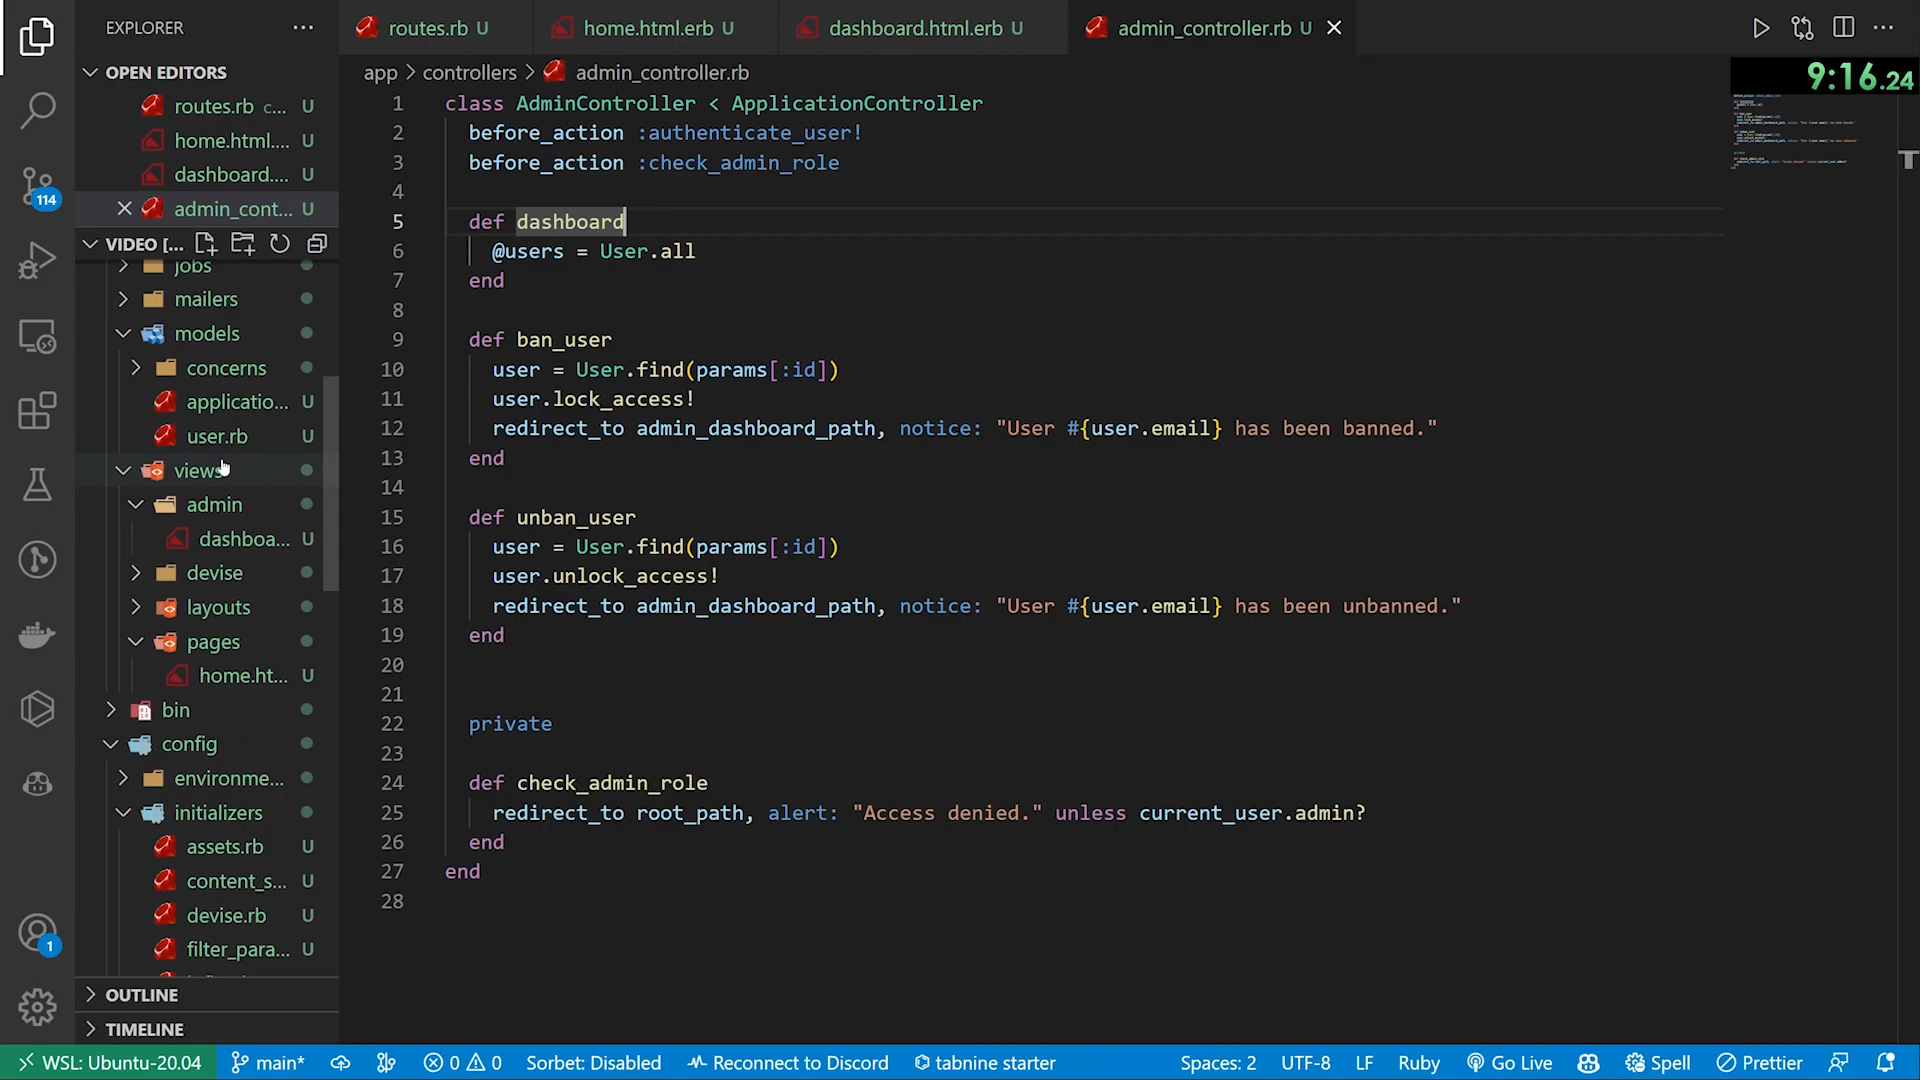 EXPLORER
routes.rb U
home.html.erb U
dashboard.html.erb U
admin_controller.rb U
OPEN EDITORS
routes.rb c... U
home.html.... U
dashboard.... U
admin_cont... U
VIDEO [...
jobs
mailers
models
concerns
applicatio... U
user.rb U
views
admin
dashboa... U
devise
layouts
pages
home.ht... U
bin
config
environme...
initializers
assets.rb U
content_s... U
devise.rb U
filter_para... U
OUTLINE
TIMELINE
114
1
app > controllers > admin_controller.rb
9:16.24
1 class AdminController < ApplicationController
2 before_action :authenticate_user!
3 before_action :check_admin_role
4
5 def dashboard
6 @users = User.all
7 end
8
9 def ban_user
10 user = User.find(params[:id])
11 user.lock_access!
12 redirect_to admin_dashboard_path, notice: "User #{user.email} has been banned."
13 end
14
15 def unban_user
16 user = User.find(params[:id])
17 user.unlock_access!
18 redirect_to admin_dashboard_path, notice: "User #{user.email} has been unbanned."
19 end
20
21
22 private
23
24 def check_admin_role
25 redirect_to root_path, alert: "Access denied." unless current_user.admin?
26 end
27 end
28
WSL: Ubuntu-20.04 main* 0 0 Sorbet: Disabled Reconnect to Discord tabnine starter Spaces: 2 UTF-8 LF Ruby Go Live Spell Prettier